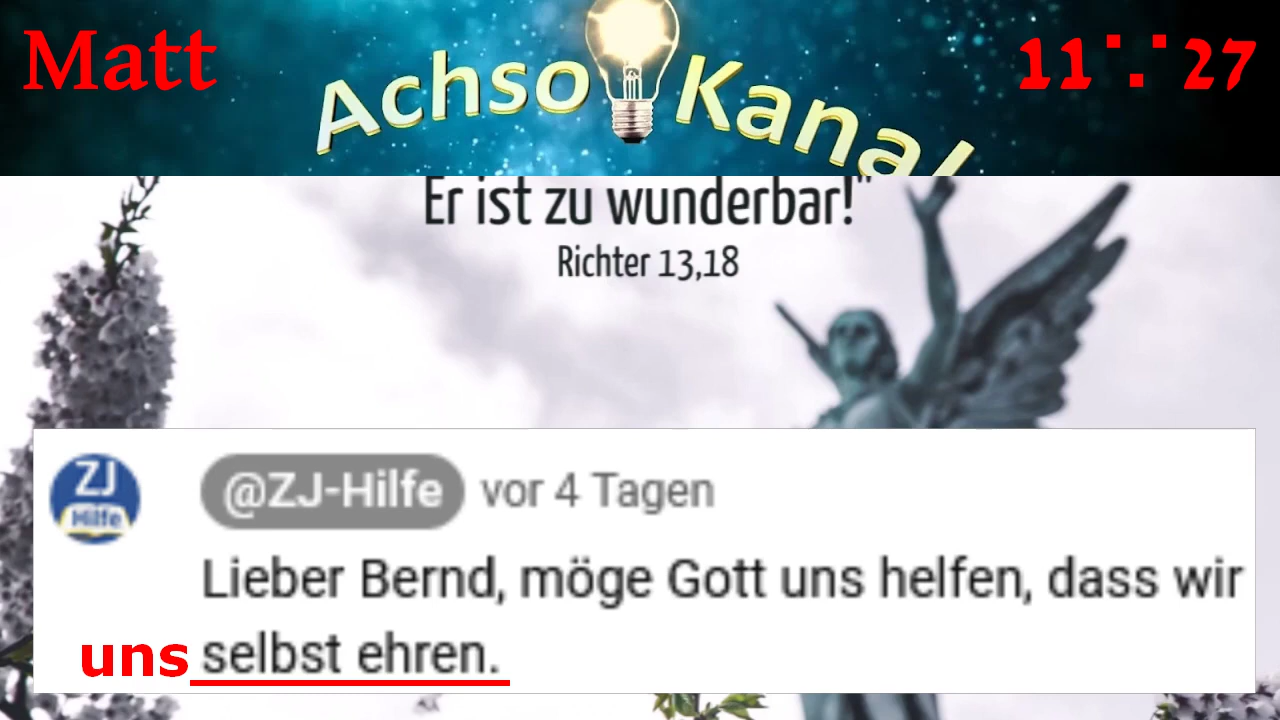 Matt
Achso Kanal
11 27
Er ist zu wunderbar!"
Richter 13,18
ZJ
Hilfe
@ZJ-Hilfe vor 4 Tagen
Lieber Bernd, möge Gott uns helfen, dass wir
uns selbst ehren.